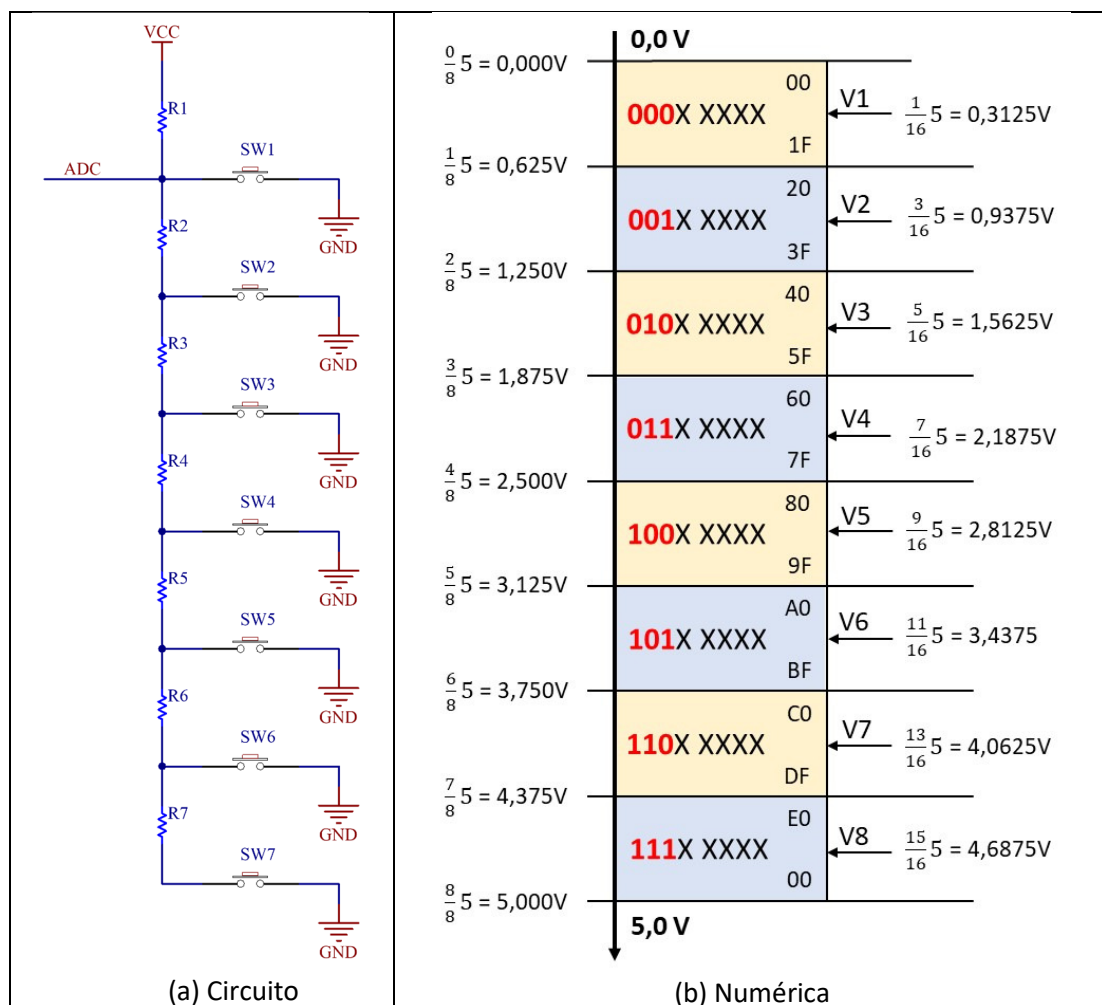 VCC
R1
ADC
SW1
GND
R2
SW2
GND
R3
SW3
GND
R4
SW4
GND
R5
SW5
GND
R6
SW6
GND
R7
SW7
GND
(a) Circuito
0,0 V
0/8 5 = 0,000V
000X XXXX
00
1F
V1
1/16 5 = 0,3125V
1/8 5 = 0,625V
001X XXXX
20
3F
V2
3/16 5 = 0,9375V
2/8 5 = 1,250V
010X XXXX
40
5F
V3
5/16 5 = 1,5625V
3/8 5 = 1,875V
011X XXXX
60
7F
V4
7/16 5 = 2,1875V
4/8 5 = 2,500V
100X XXXX
80
9F
V5
9/16 5 = 2,8125V
5/8 5 = 3,125V
101X XXXX
A0
BF
V6
11/16 5 = 3,4375
6/8 5 = 3,750V
110X XXXX
C0
DF
V7
13/16 5 = 4,0625V
7/8 5 = 4,375V
111X XXXX
E0
00
V8
15/16 5 = 4,6875V
8/8 5 = 5,000V
5,0 V
(b) Numérica